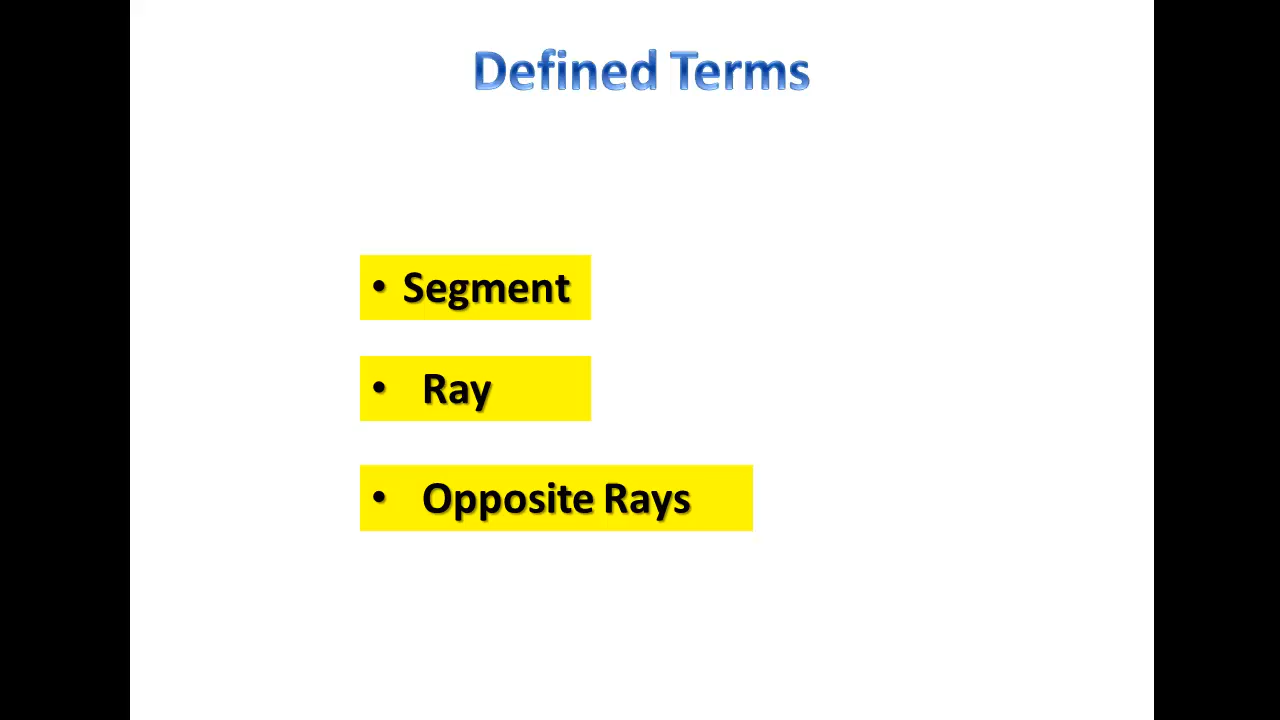 Defined Terms
• Segment
• Ray
• Opposite Rays